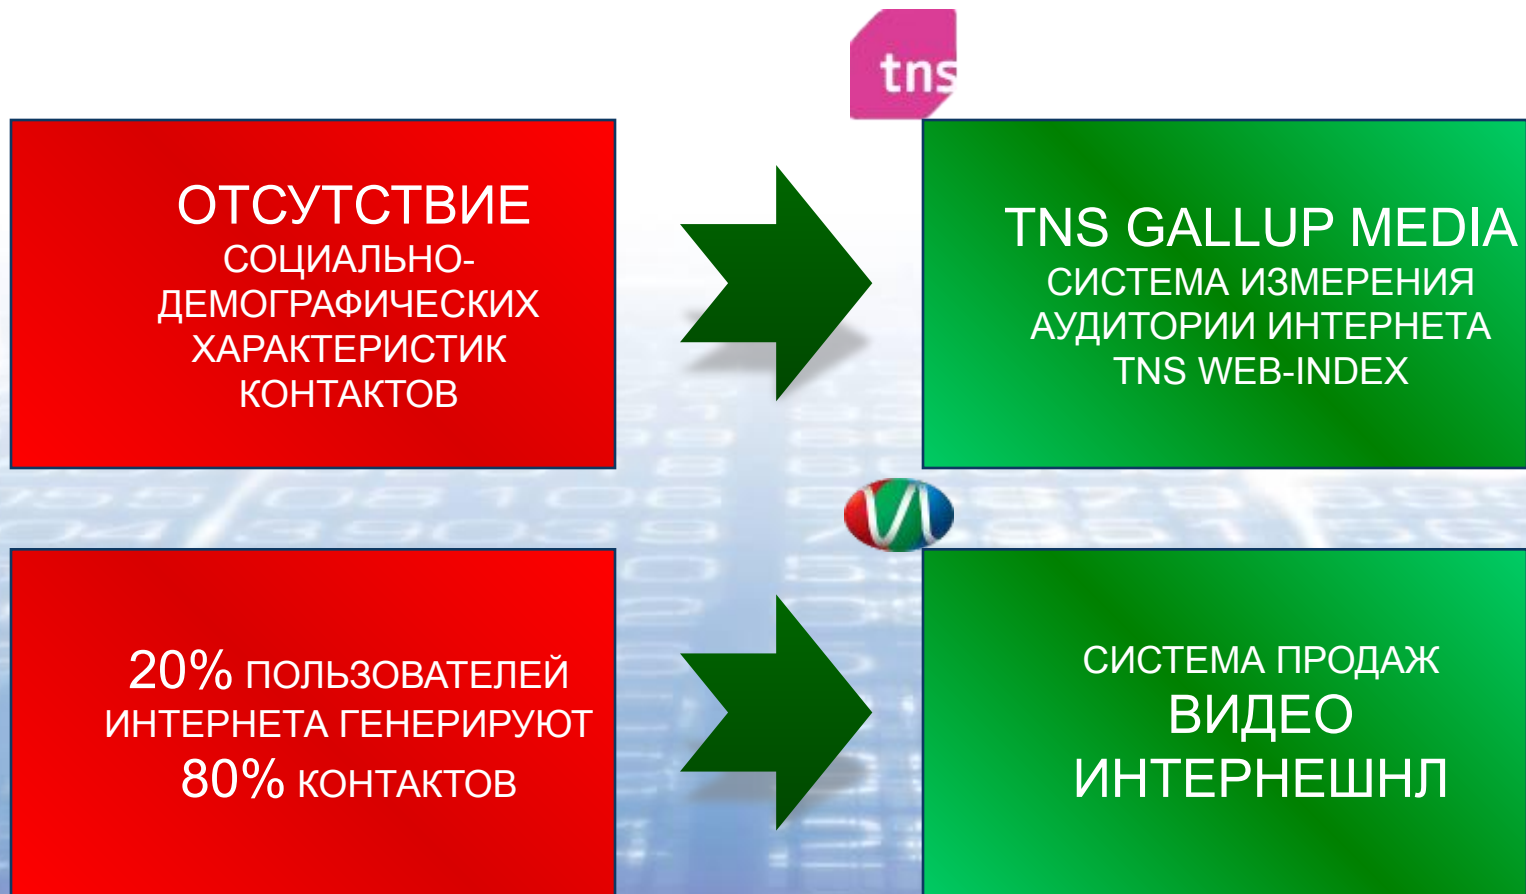 tns
ОТСУТСТВИЕ
СОЦИАЛЬНО-
ДЕМОГРАФИЧЕСКИХ
ХАРАКТЕРИСТИК
КОНТАКТОВ
TNS GALLUP MEDIA
СИСТЕМА ИЗМЕРЕНИЯ
АУДИТОРИИ ИНТЕРНЕТА
TNS WEB-INDEX
20% ПОЛЬЗОВАТЕЛЕЙ
ИНТЕРНЕТА ГЕНЕРИРУЮТ
80% КОНТАКТОВ
СИСТЕМА ПРОДАЖ
ВИДЕО
ИНТЕРНЕШНЛ